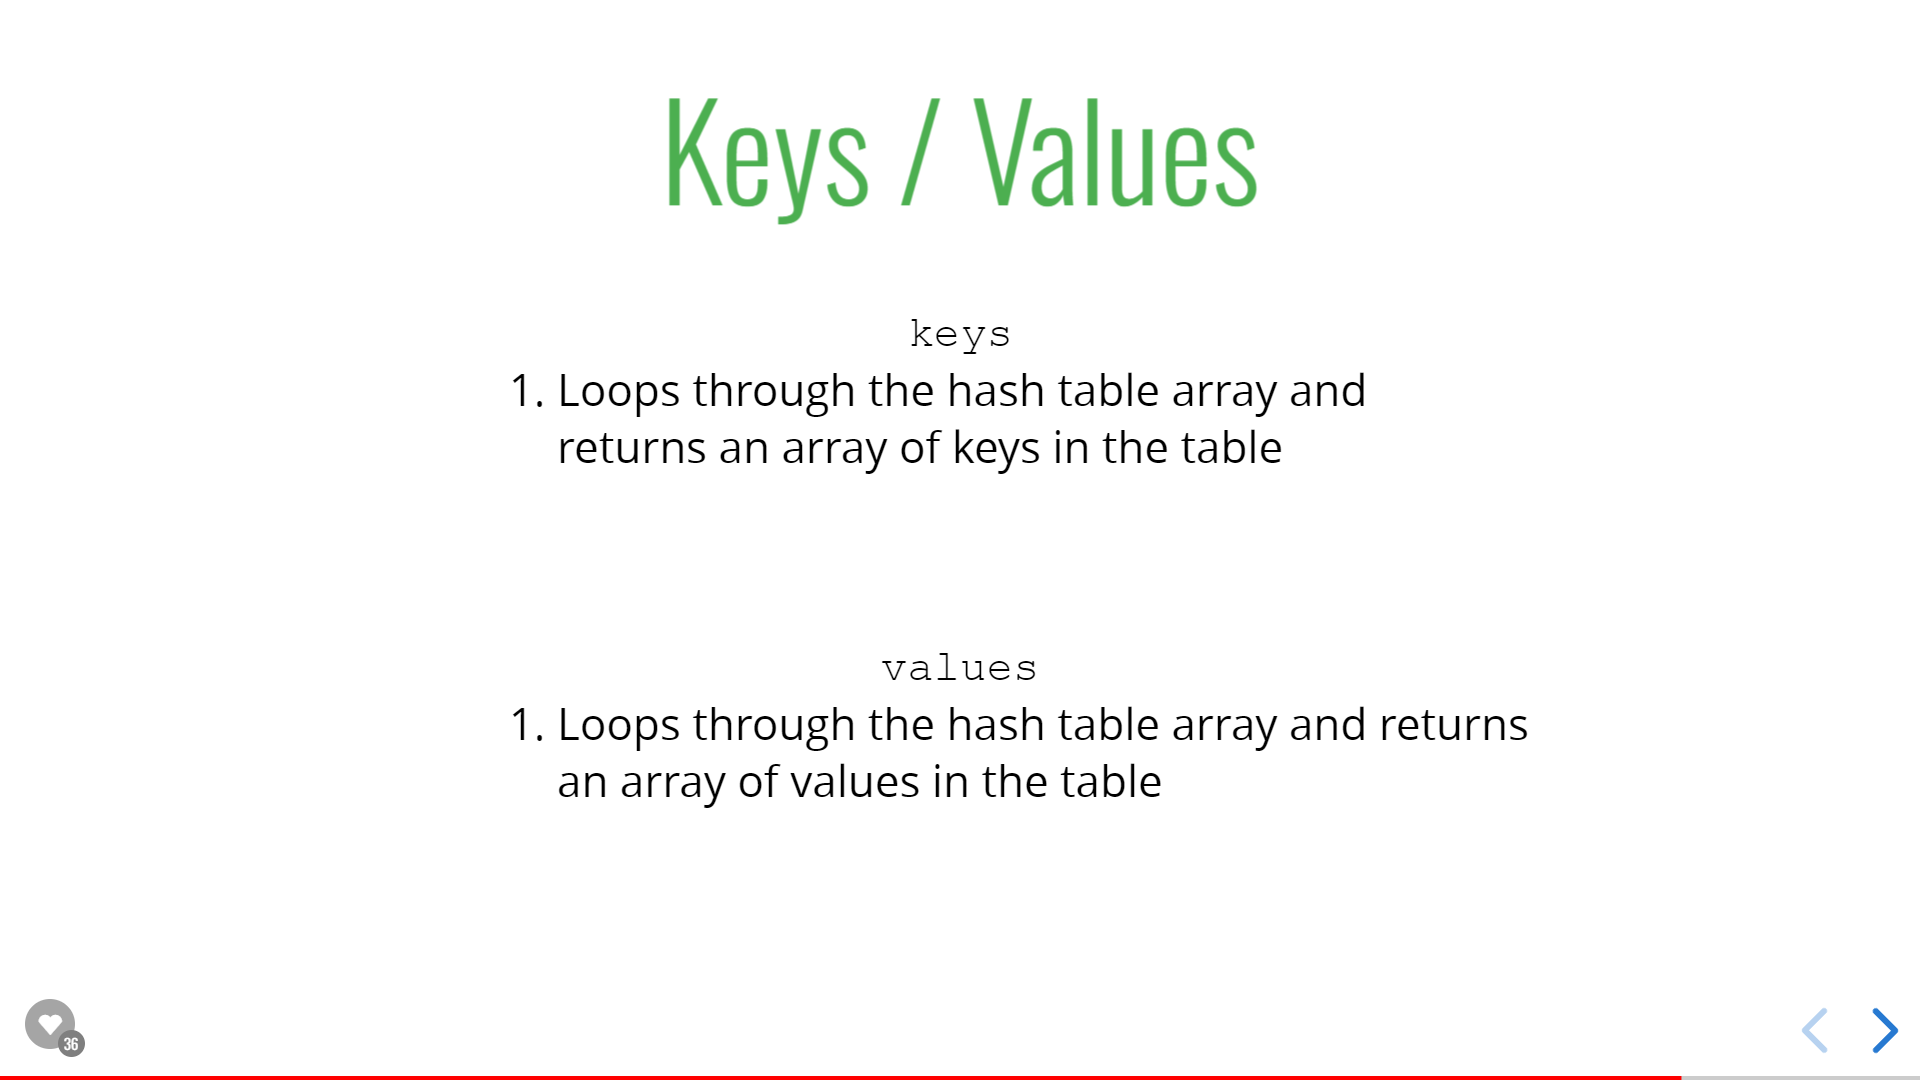 Keys / Values
keys
1. Loops through the hash table array and
returns an array of keys in the table
values
1. Loops through the hash table array and returns
an array of values in the table
36